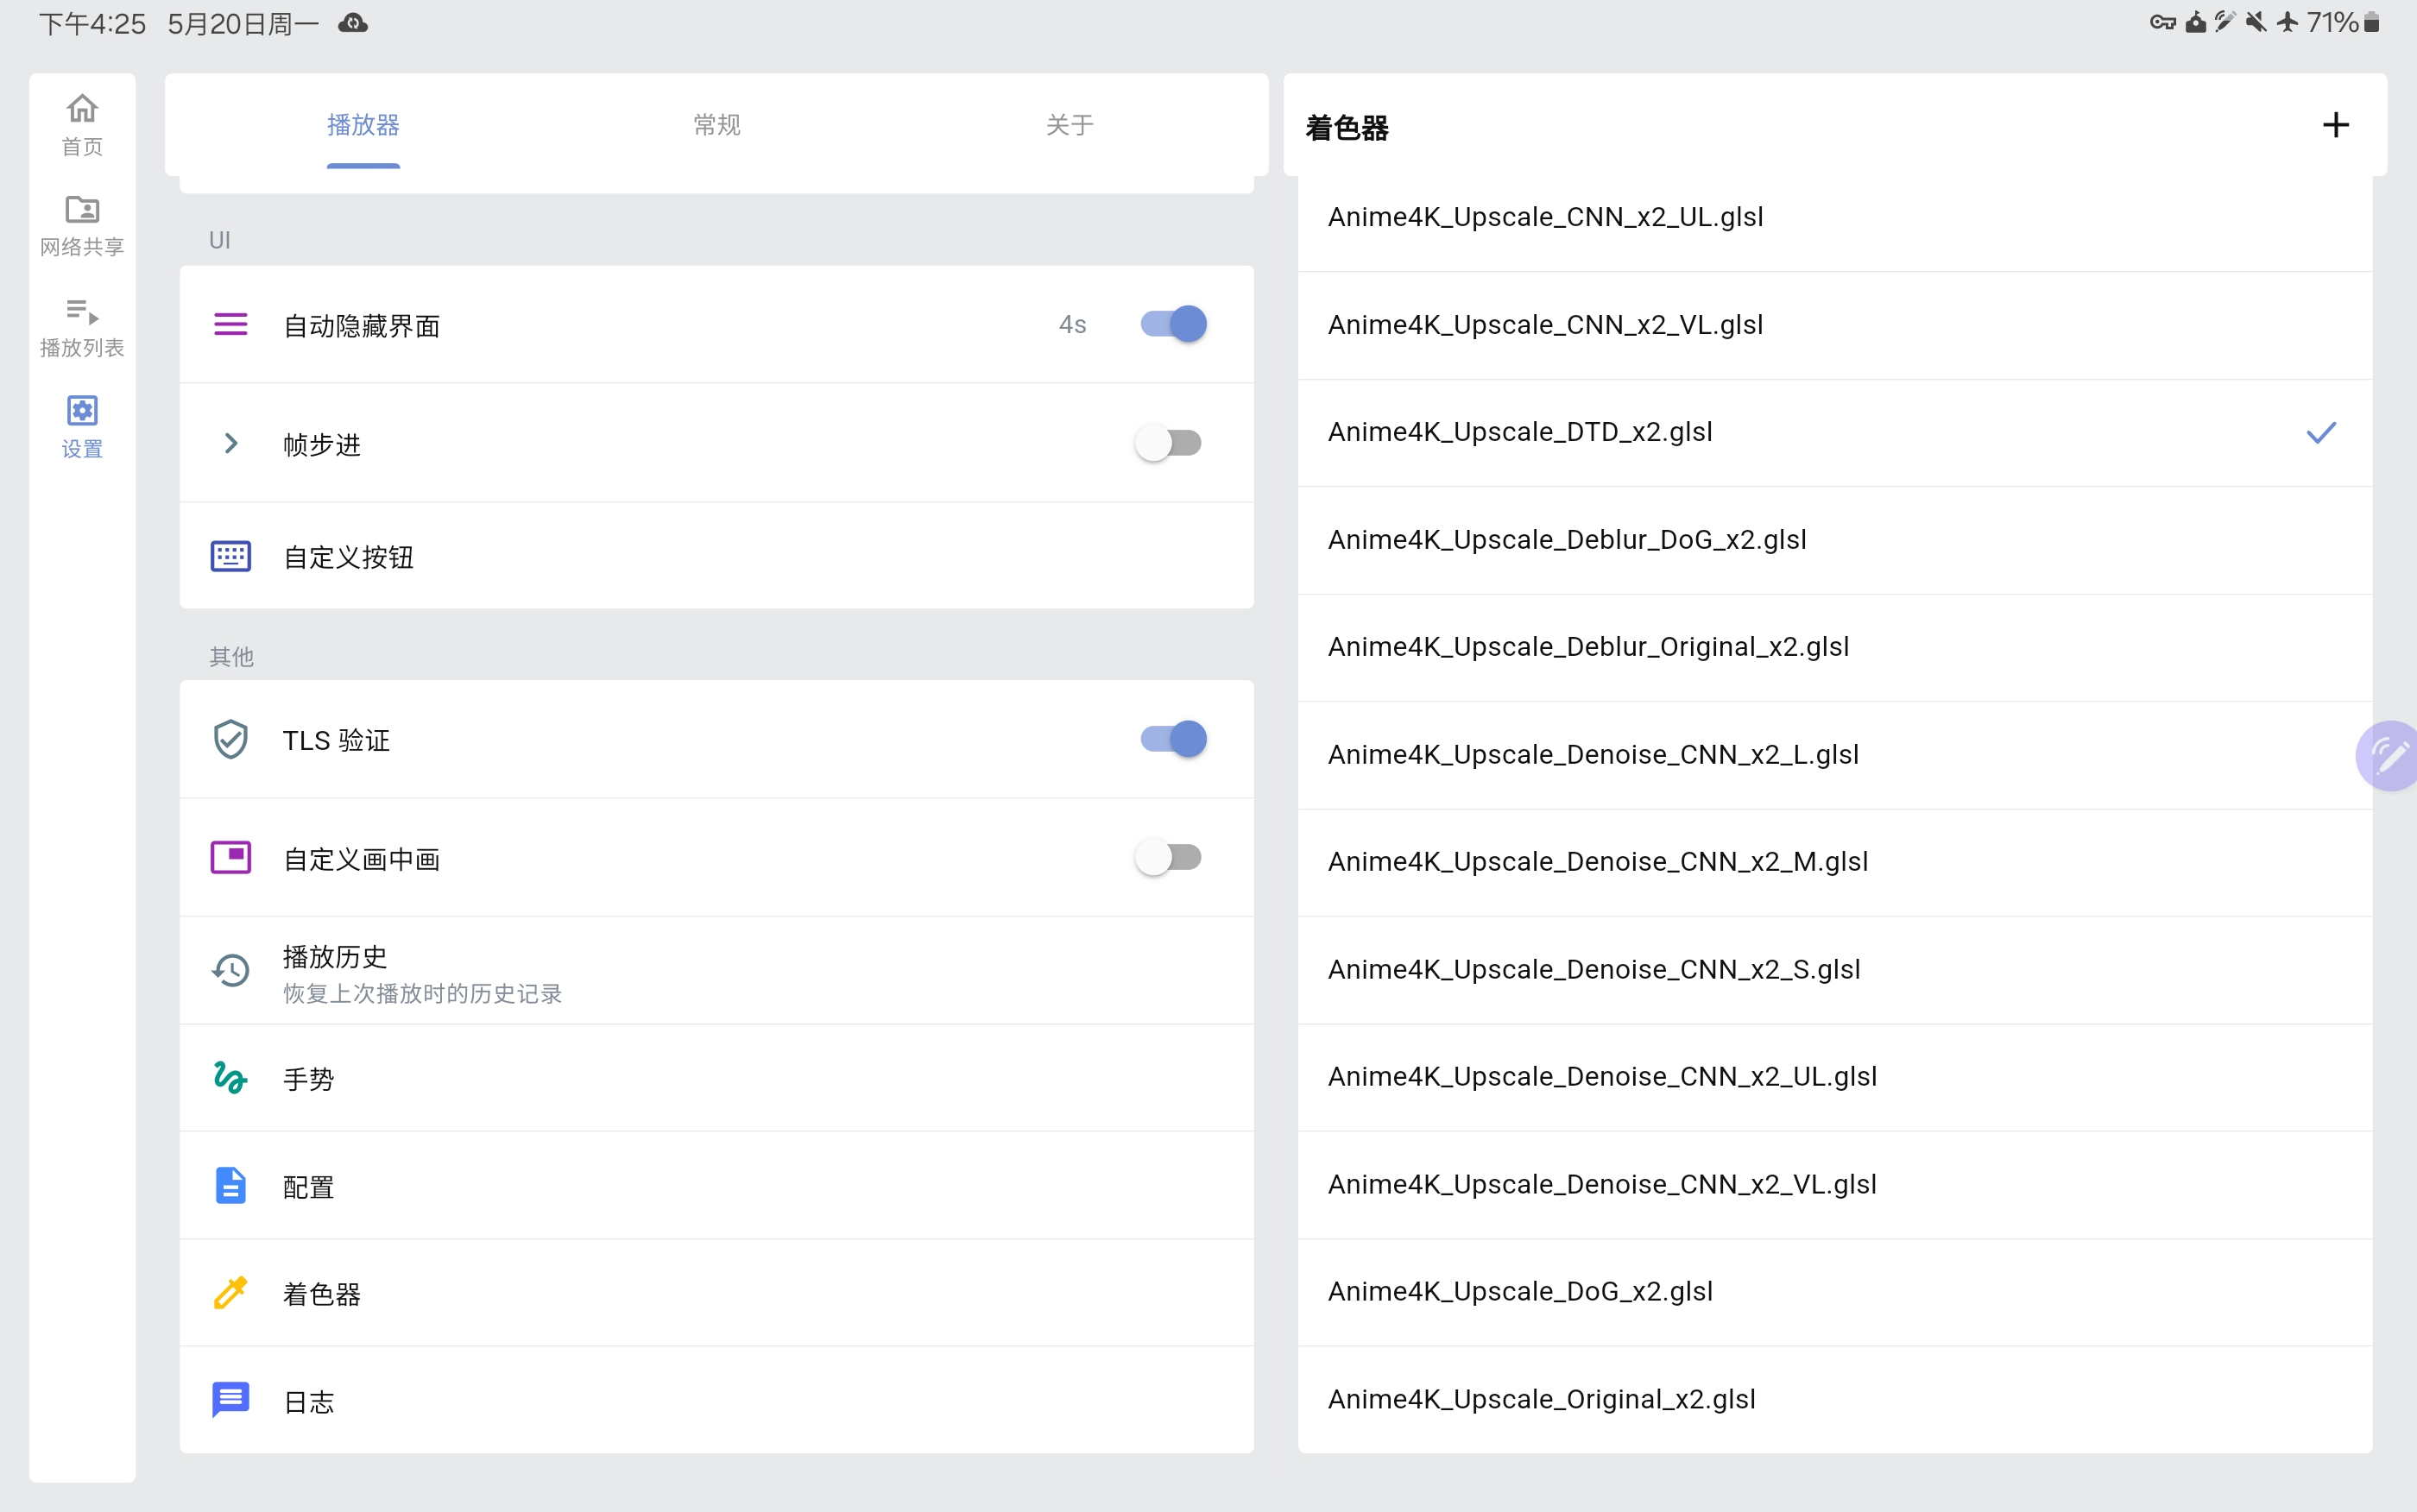 下午4:25 5月20日周一
71%
首页
网络共享
播放列表
设置
播放器 常规 关于
UI
自动隐藏界面 4s
帧步进
自定义按钮
其他
TLS 验证
自定义画中画
播放历史
恢复上次播放时的历史记录
手势
配置
着色器
日志
着色器
Anime4K_Upscale_CNN_x2_UL.glsl
Anime4K_Upscale_CNN_x2_VL.glsl
Anime4K_Upscale_DTD_x2.glsl
Anime4K_Upscale_Deblur_DoG_x2.glsl
Anime4K_Upscale_Deblur_Original_x2.glsl
Anime4K_Upscale_Denoise_CNN_x2_L.glsl
Anime4K_Upscale_Denoise_CNN_x2_M.glsl
Anime4K_Upscale_Denoise_CNN_x2_S.glsl
Anime4K_Upscale_Denoise_CNN_x2_UL.glsl
Anime4K_Upscale_Denoise_CNN_x2_VL.glsl
Anime4K_Upscale_DoG_x2.glsl
Anime4K_Upscale_Original_x2.glsl